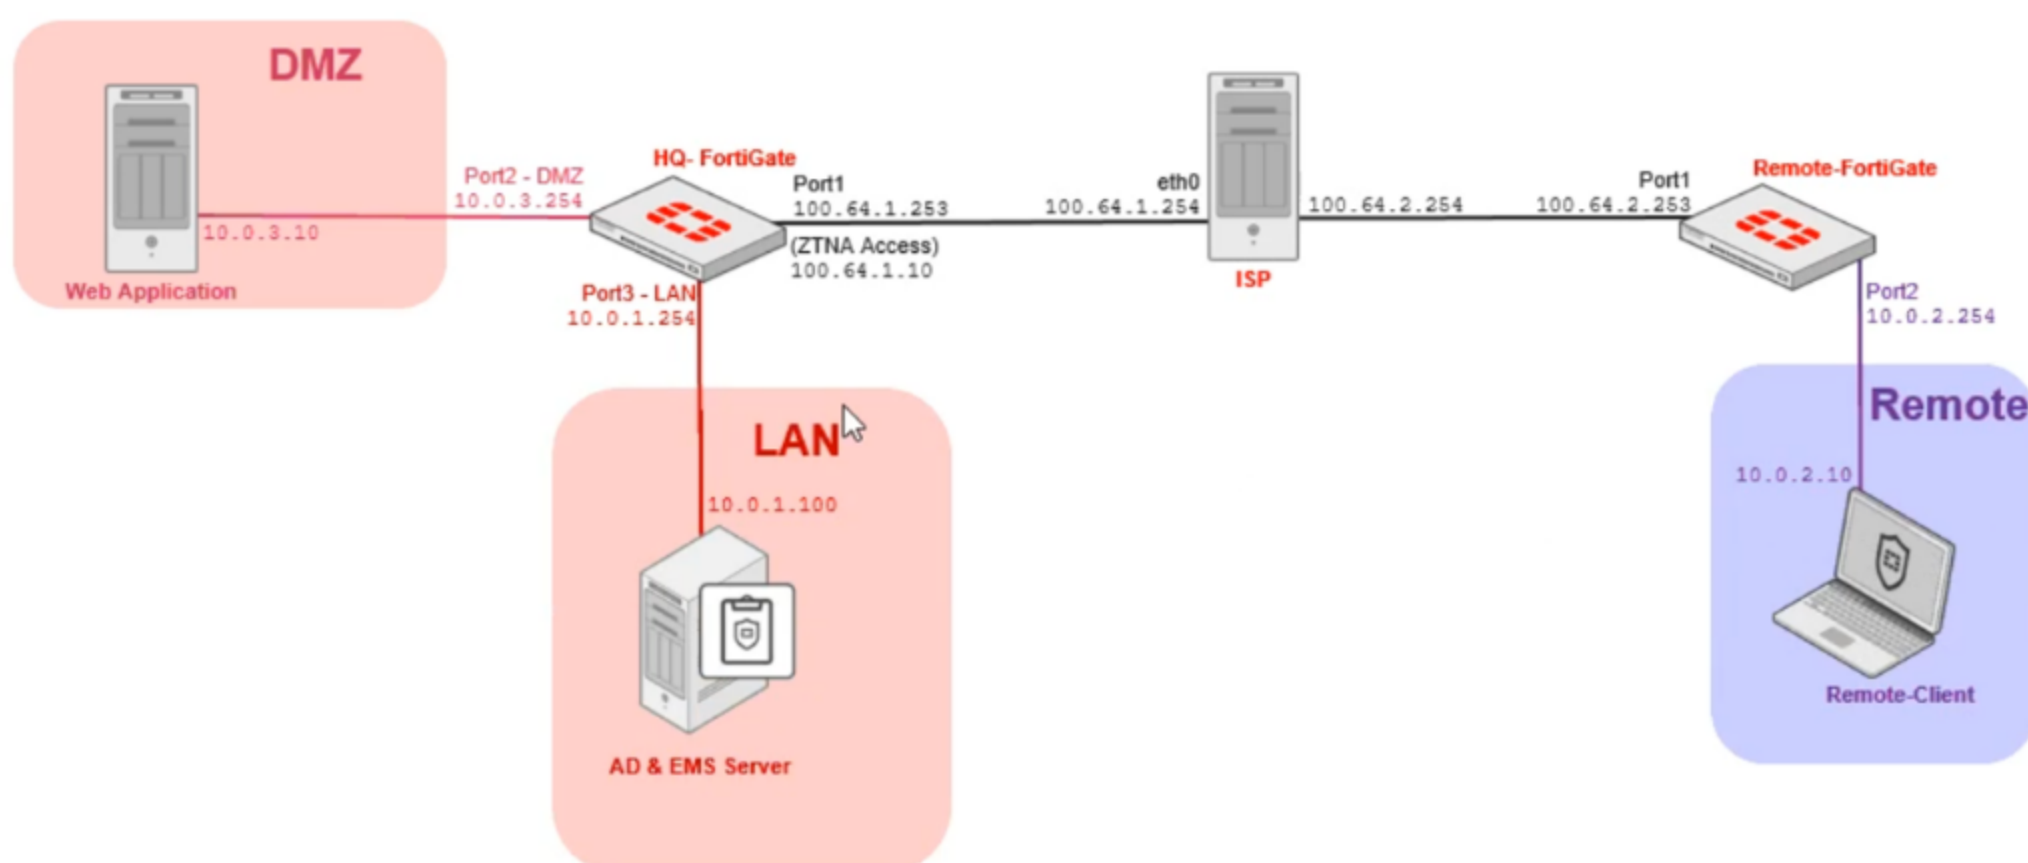 DMZ
Port2 - DMZ
10.0.3.254
10.0.3.10
Web Application
HQ- FortiGate
Port1
100.64.1.253
(ZTNA Access)
100.64.1.10
Port3 - LAN
10.0.1.254
eth0
100.64.1.254
100.64.2.254
ISP
Port1
100.64.2.253
Remote-FortiGate
Port2
10.0.2.254
LAN
10.0.1.100
AD & EMS Server
Remote
10.0.2.10
Remote-Client